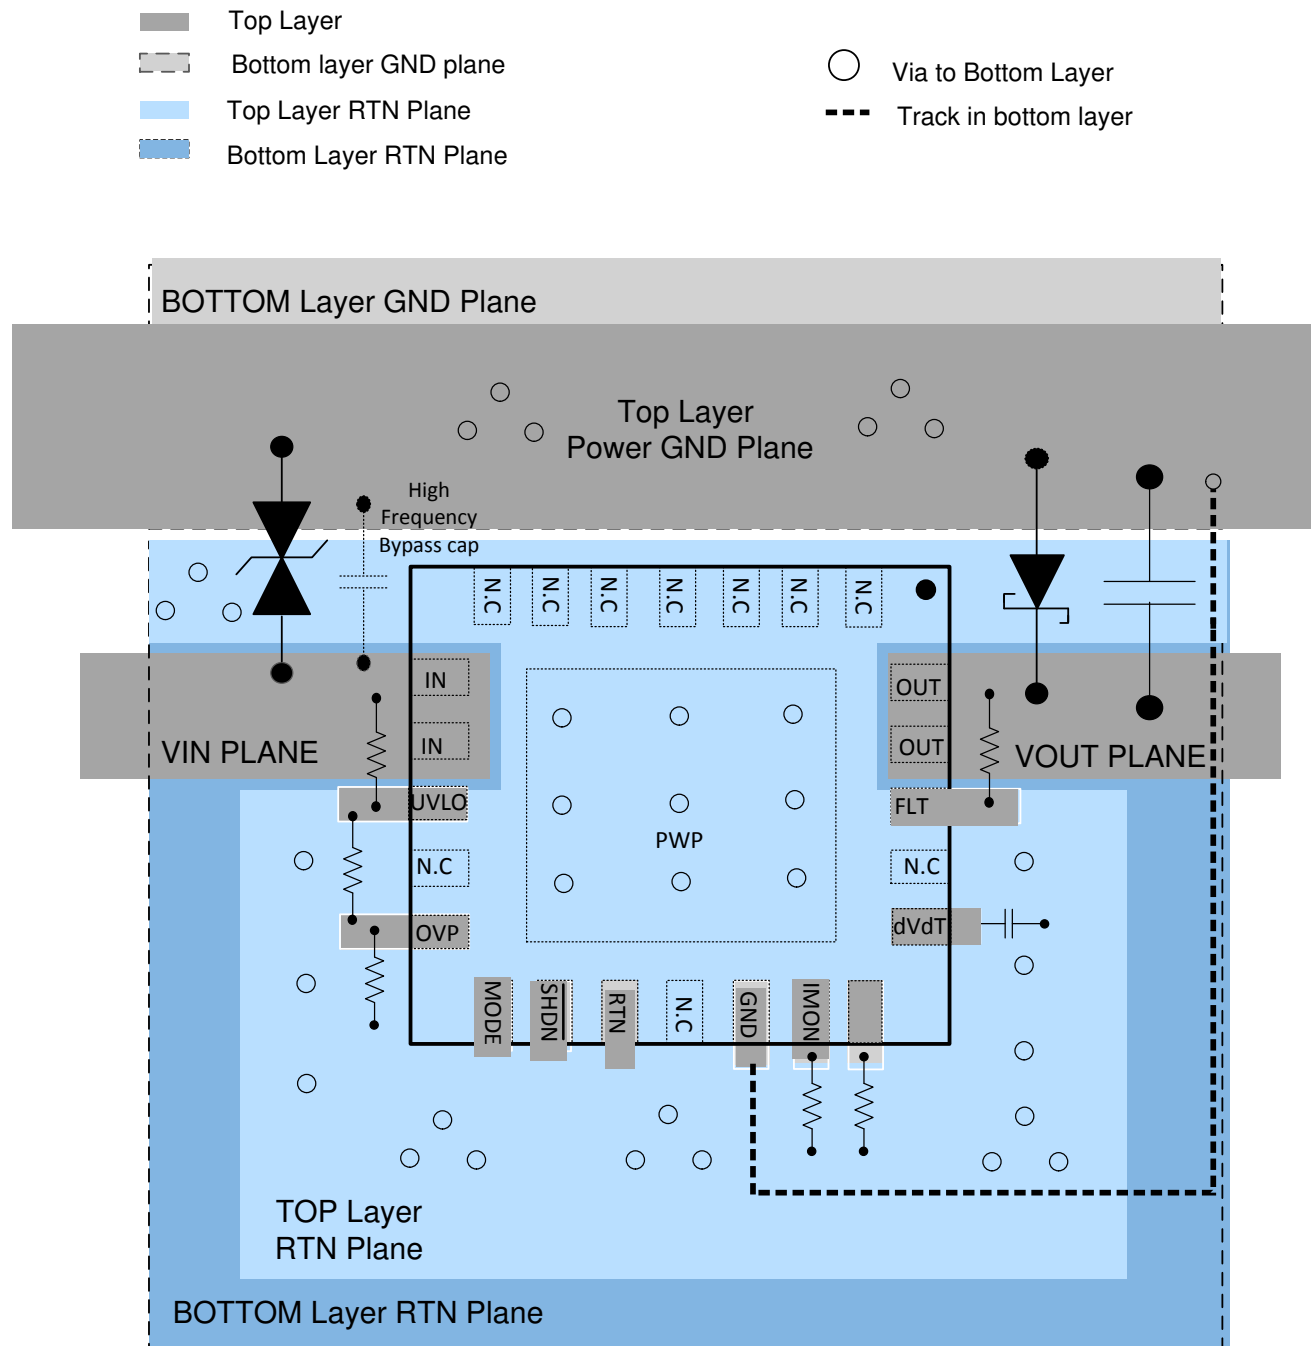 Top Layer
Bottom layer GND plane
Top Layer RTN Plane
Bottom Layer RTN Plane
Via to Bottom Layer
Track in bottom layer
BOTTOM Layer GND Plane
Top Layer
Power GND Plane
High
Frequency
Bypass cap
N.C
N.C
N.C
N.C
N.C
N.C
N.C
IN
OUT
IN
OUT
VIN PLANE
VOUT PLANE
UVLO
FLT
PWP
N.C
N.C
OVP
dVdT
MODE
SHDN
RTN
N.C
GND
IMON
TOP Layer
RTN Plane
BOTTOM Layer RTN Plane